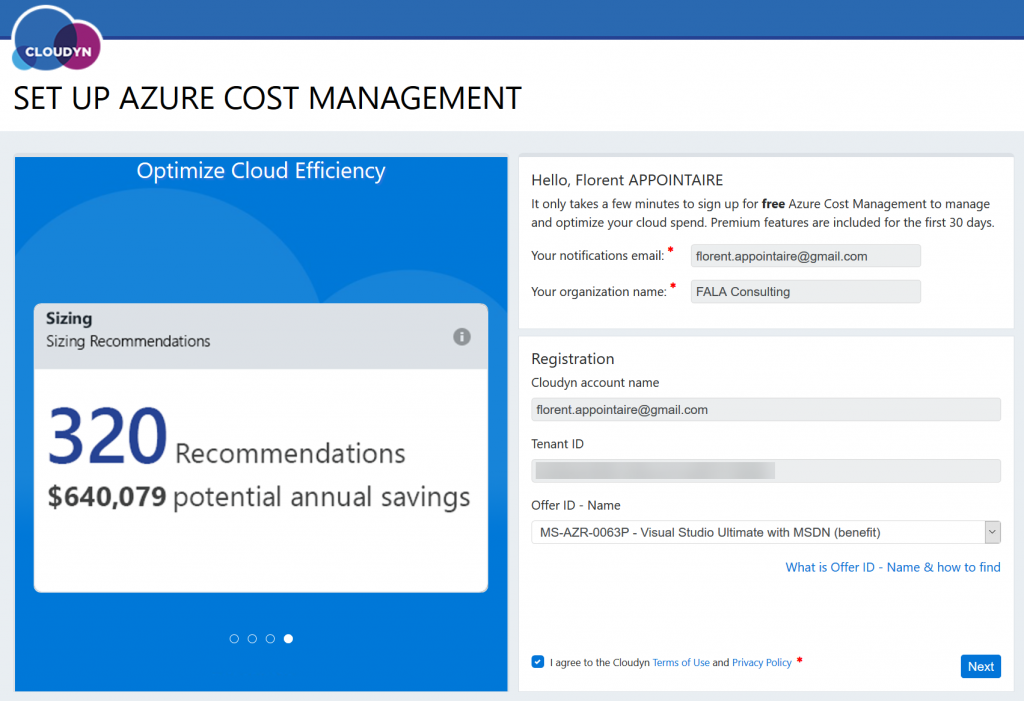 CLOUDYN
SET UP AZURE COST MANAGEMENT
Optimize Cloud Efficiency
Sizing
Sizing Recommendations
320 Recommendations
$640,079 potential annual savings
Hello, Florent APPOINTAIRE
It only takes a few minutes to sign up for free Azure Cost Management to manage
and optimize your cloud spend. Premium features are included for the first 30 days.
Your notifications email: * florent.appointaire@gmail.com
Your organization name: * FALA Consulting
Registration
Cloudyn account name
florent.appointaire@gmail.com
Tenant ID
Offer ID - Name
MS-AZR-0063P - Visual Studio Ultimate with MSDN (benefit)
What is Offer ID - Name & how to find
I agree to the Cloudyn Terms of Use and Privacy Policy *
Next